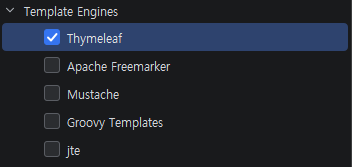 Template Engines
Thymeleaf
Apache Freemarker
Mustache
Groovy Templates
jte